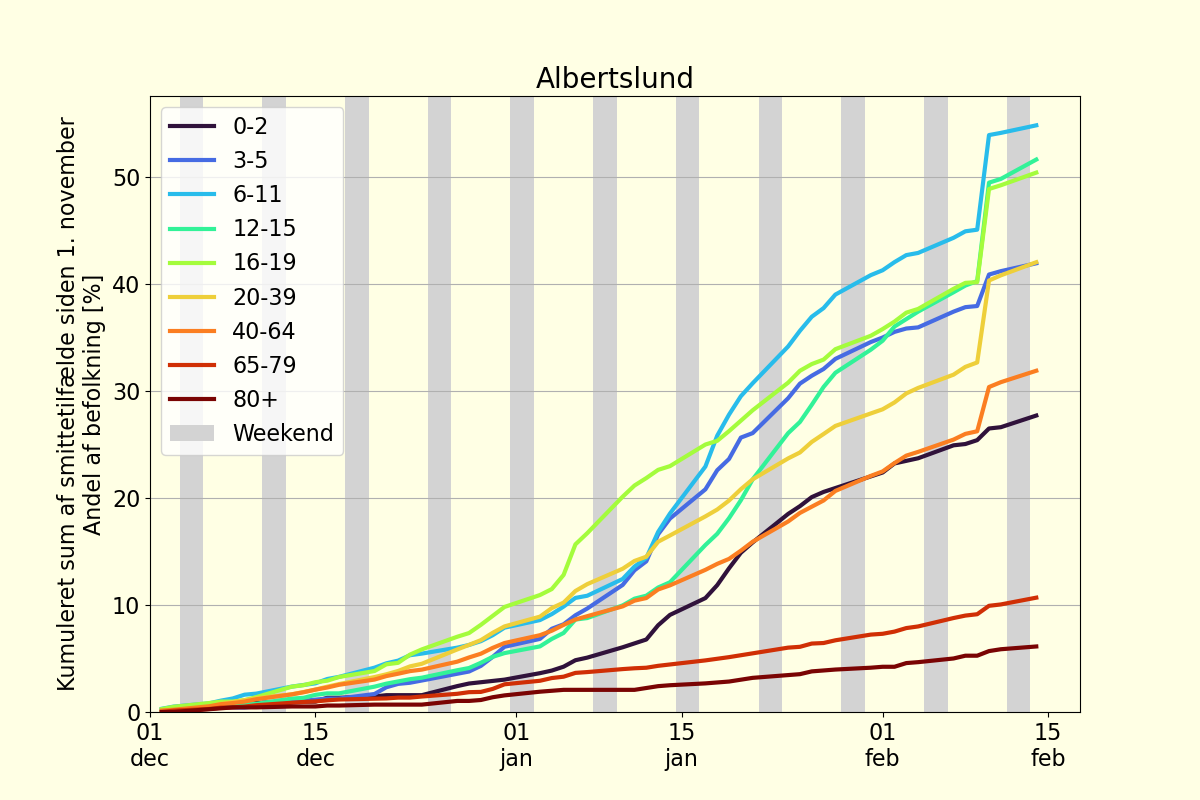 Albertslund
Kumuleret sum af smittetilfælde siden 1. november
Andel af befolkning [%]
50
40
30
20
10
0
0-2
3-5
6-11
12-15
16-19
20-39
40-64
65-79
80+
Weekend
01 15 01 15 01 15
dec dec jan jan feb feb